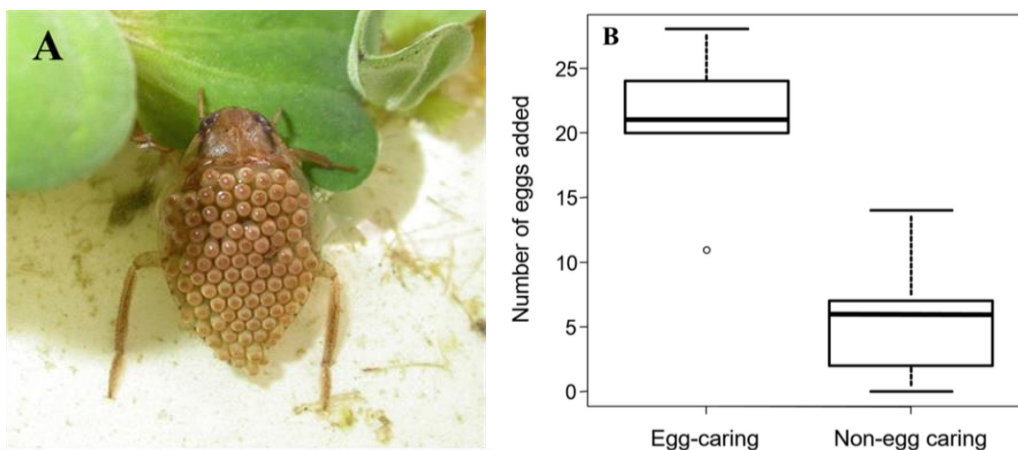 A
B
Number of eggs added
25
20
15
10
5
0
Egg-caring
Non-egg caring